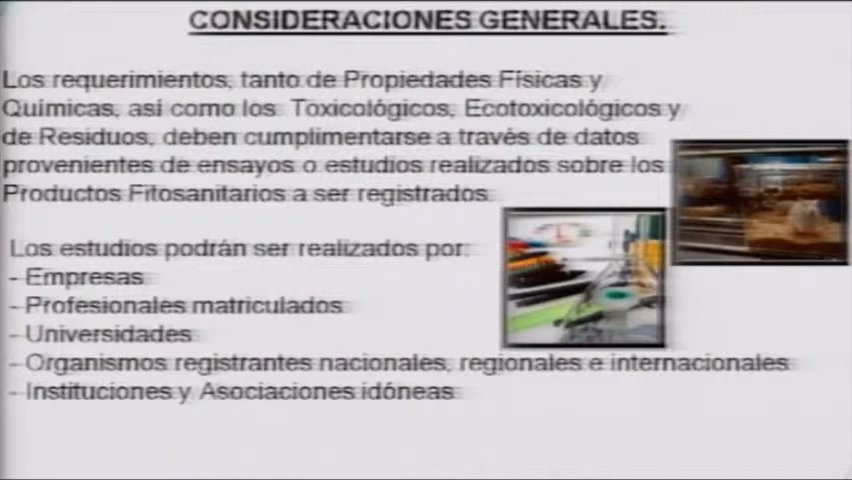 CONSIDERACIONES GENERALES.
Los requerimientos, tanto de Propiedades Físicas y
Químicas, así como los Toxicológicos, Ecotoxicológicos y
de Residuos, deben cumplimentarse a través de datos
provenientes de ensayos o estudios realizados sobre los
Productos Fitosanitarios a ser registrados.
Los estudios podrán ser realizados por:
- Empresas
- Profesionales matriculados
- Universidades
- Organismos registrantes nacionales, regionales e internacionales
- Instituciones y Asociaciones idóneas